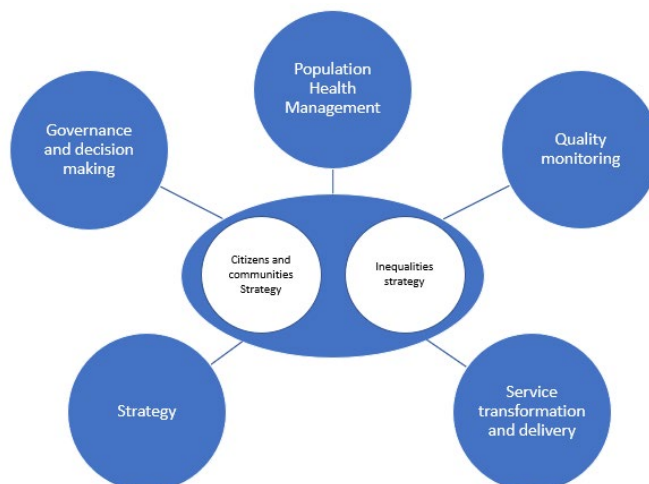 Population
Health
Management
Governance
and decision
making
Quality
monitoring
Citizens and
communities
Strategy
Inequalities
strategy
Strategy
Service
transformation
and delivery